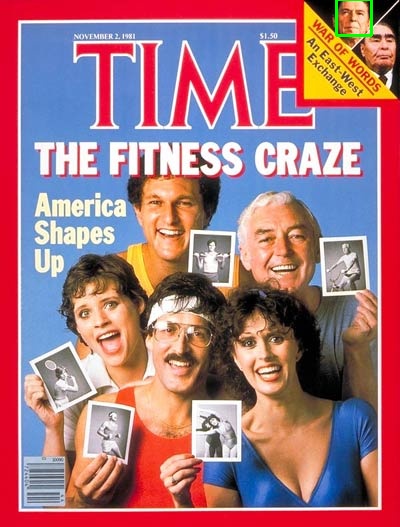 NOVEMBER 2, 1981
$1.50
WAR OF WORDS
An East-West
Exchange
TIME
THE FITNESS CRAZE
America
Shapes
Up